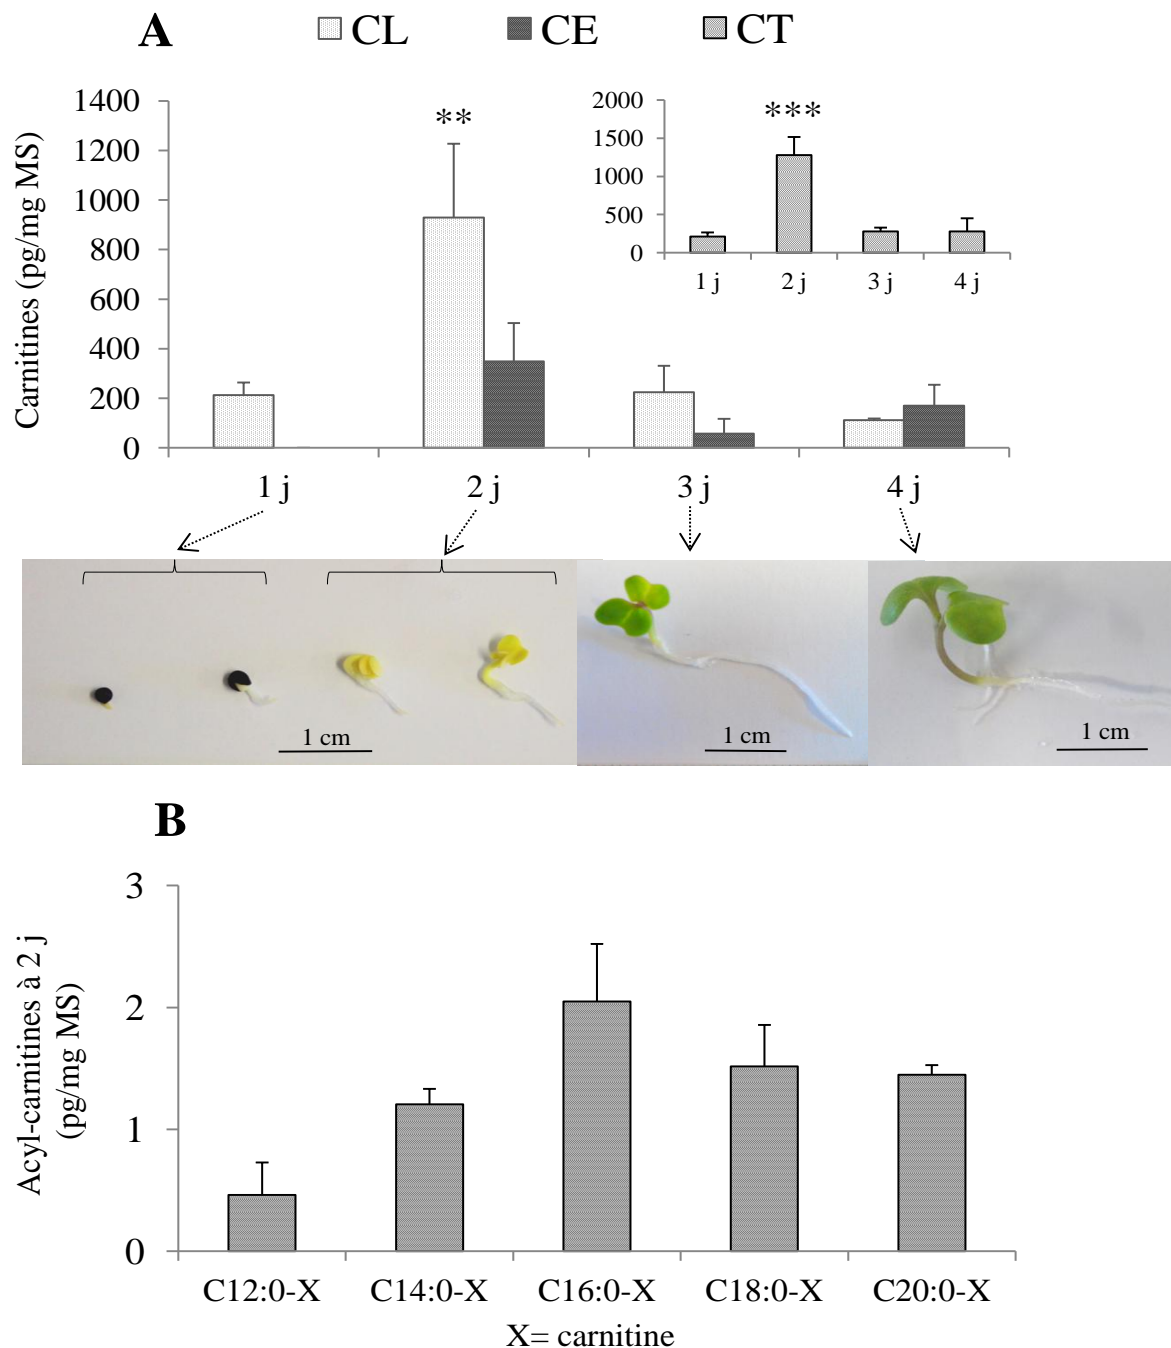 A
CL CE CT
Carnitines (pg/mg MS)
1400
1200
1000
800
600
400
200
0
**
1 j 2 j 3 j 4 j
2000
1500
1000
500
0
***
1 j 2 j 3 j 4 j
1 cm 1 cm 1 cm
B
Acyl-carnitines à 2 j
(pg/mg MS)
3
2
1
0
C12:0-X C14:0-X C16:0-X C18:0-X C20:0-X
X= carnitine